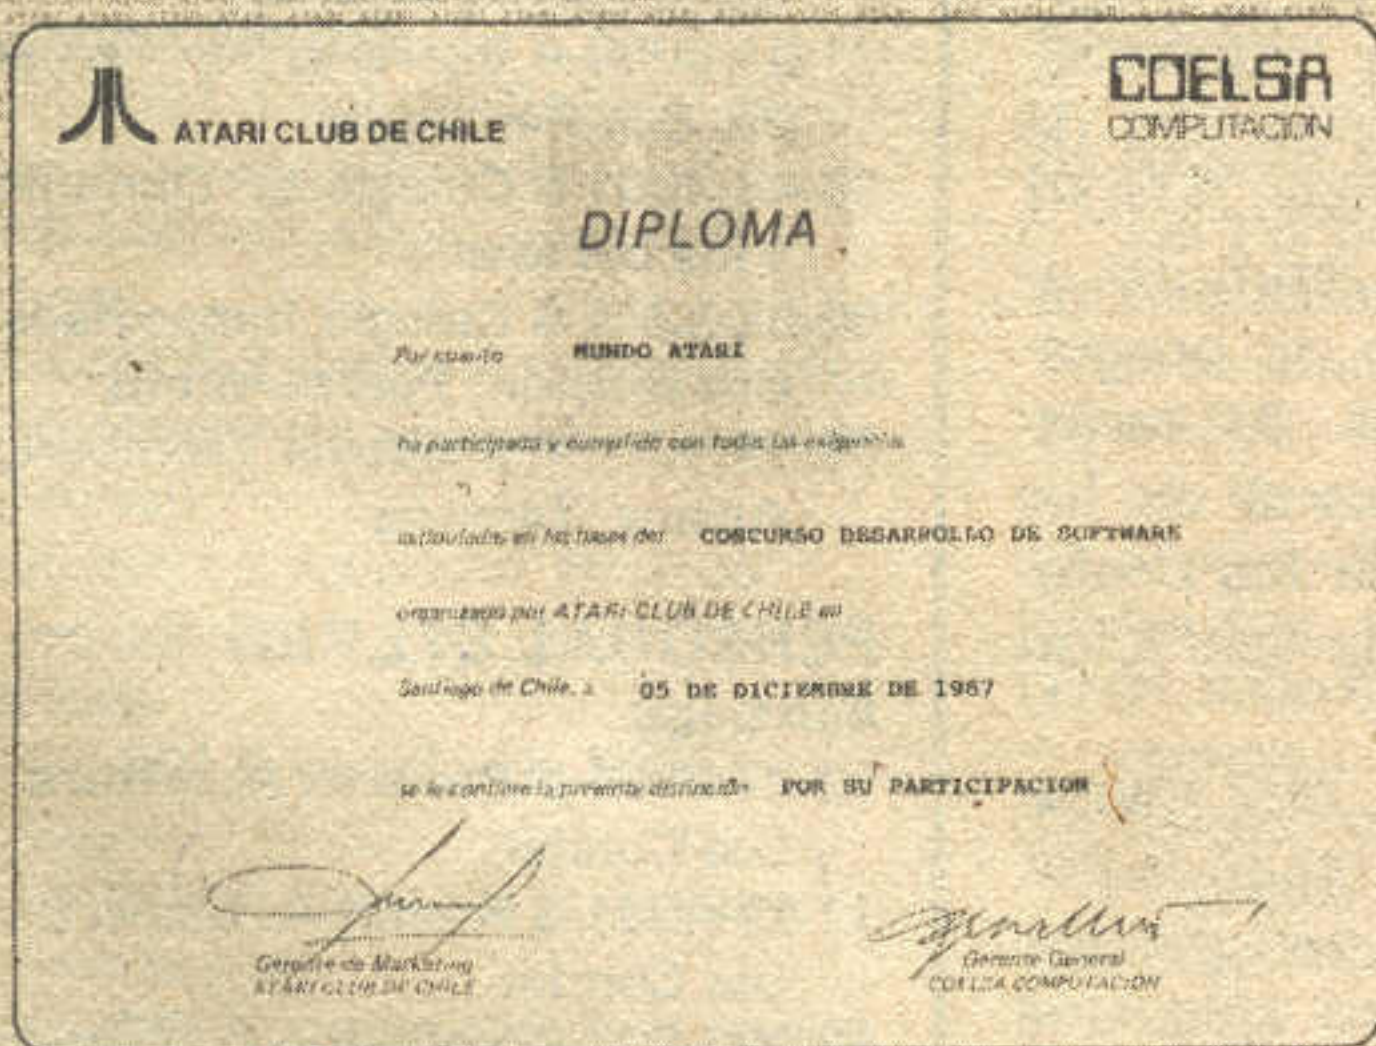 ATARI CLUB DE CHILE
COELSA
COMPUTACION
DIPLOMA
Por cuanto MUNDO ATARI
ha participado y cumplido con todas las exigencias
estipuladas en las bases del CONCURSO DESARROLLO DE SOFTWARE
organizado por ATARI CLUB DE CHILE en
Santiago de Chile, a 05 DE DICIEMBRE DE 1987
se le confiere la presente distinción POR SU PARTICIPACION
Gerente de Marketing
ATARI CLUB DE CHILE
Gerente General
COELSA COMPUTACION